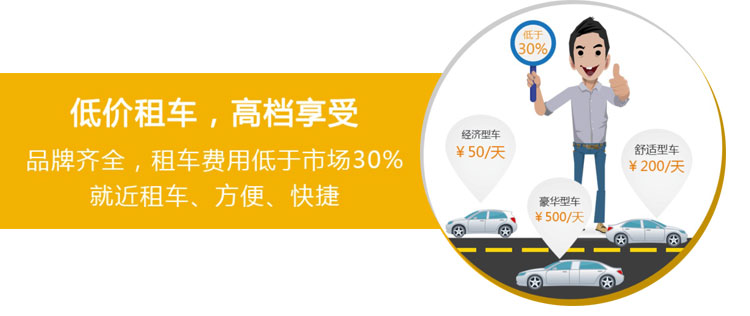 低价租车，高档享受
品牌齐全，租车费用低于市场30%
就近租车、方便、快捷
低于
30%
经济型车
￥50/天
舒适型车
￥200/天
豪华型车
￥500/天